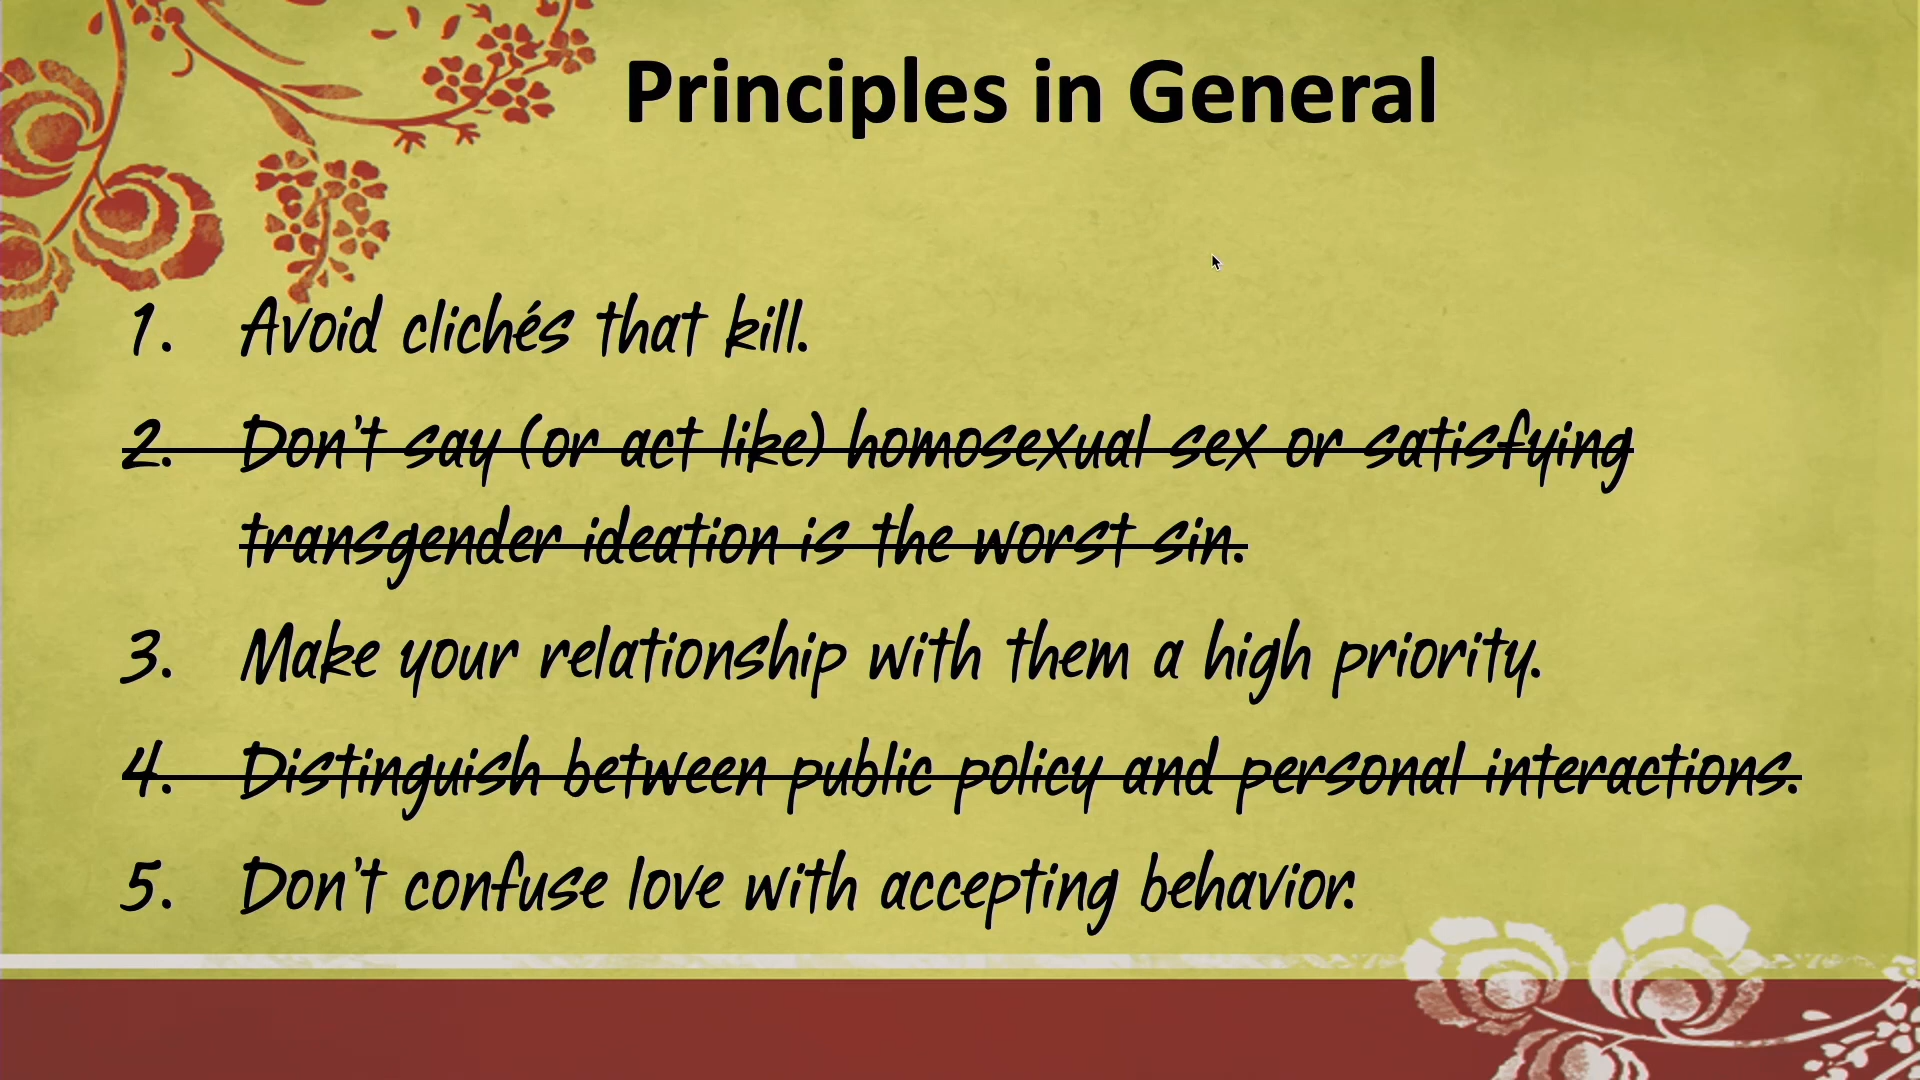 Principles in General
1. Avoid clichés that kill.
2. Don't say (or act like) homosexual sex or satisfying
transgender ideation is the worst sin.
3. Make your relationship with them a high priority.
4. Distinguish between public policy and personal interactions.
5. Don't confuse love with accepting behavior.